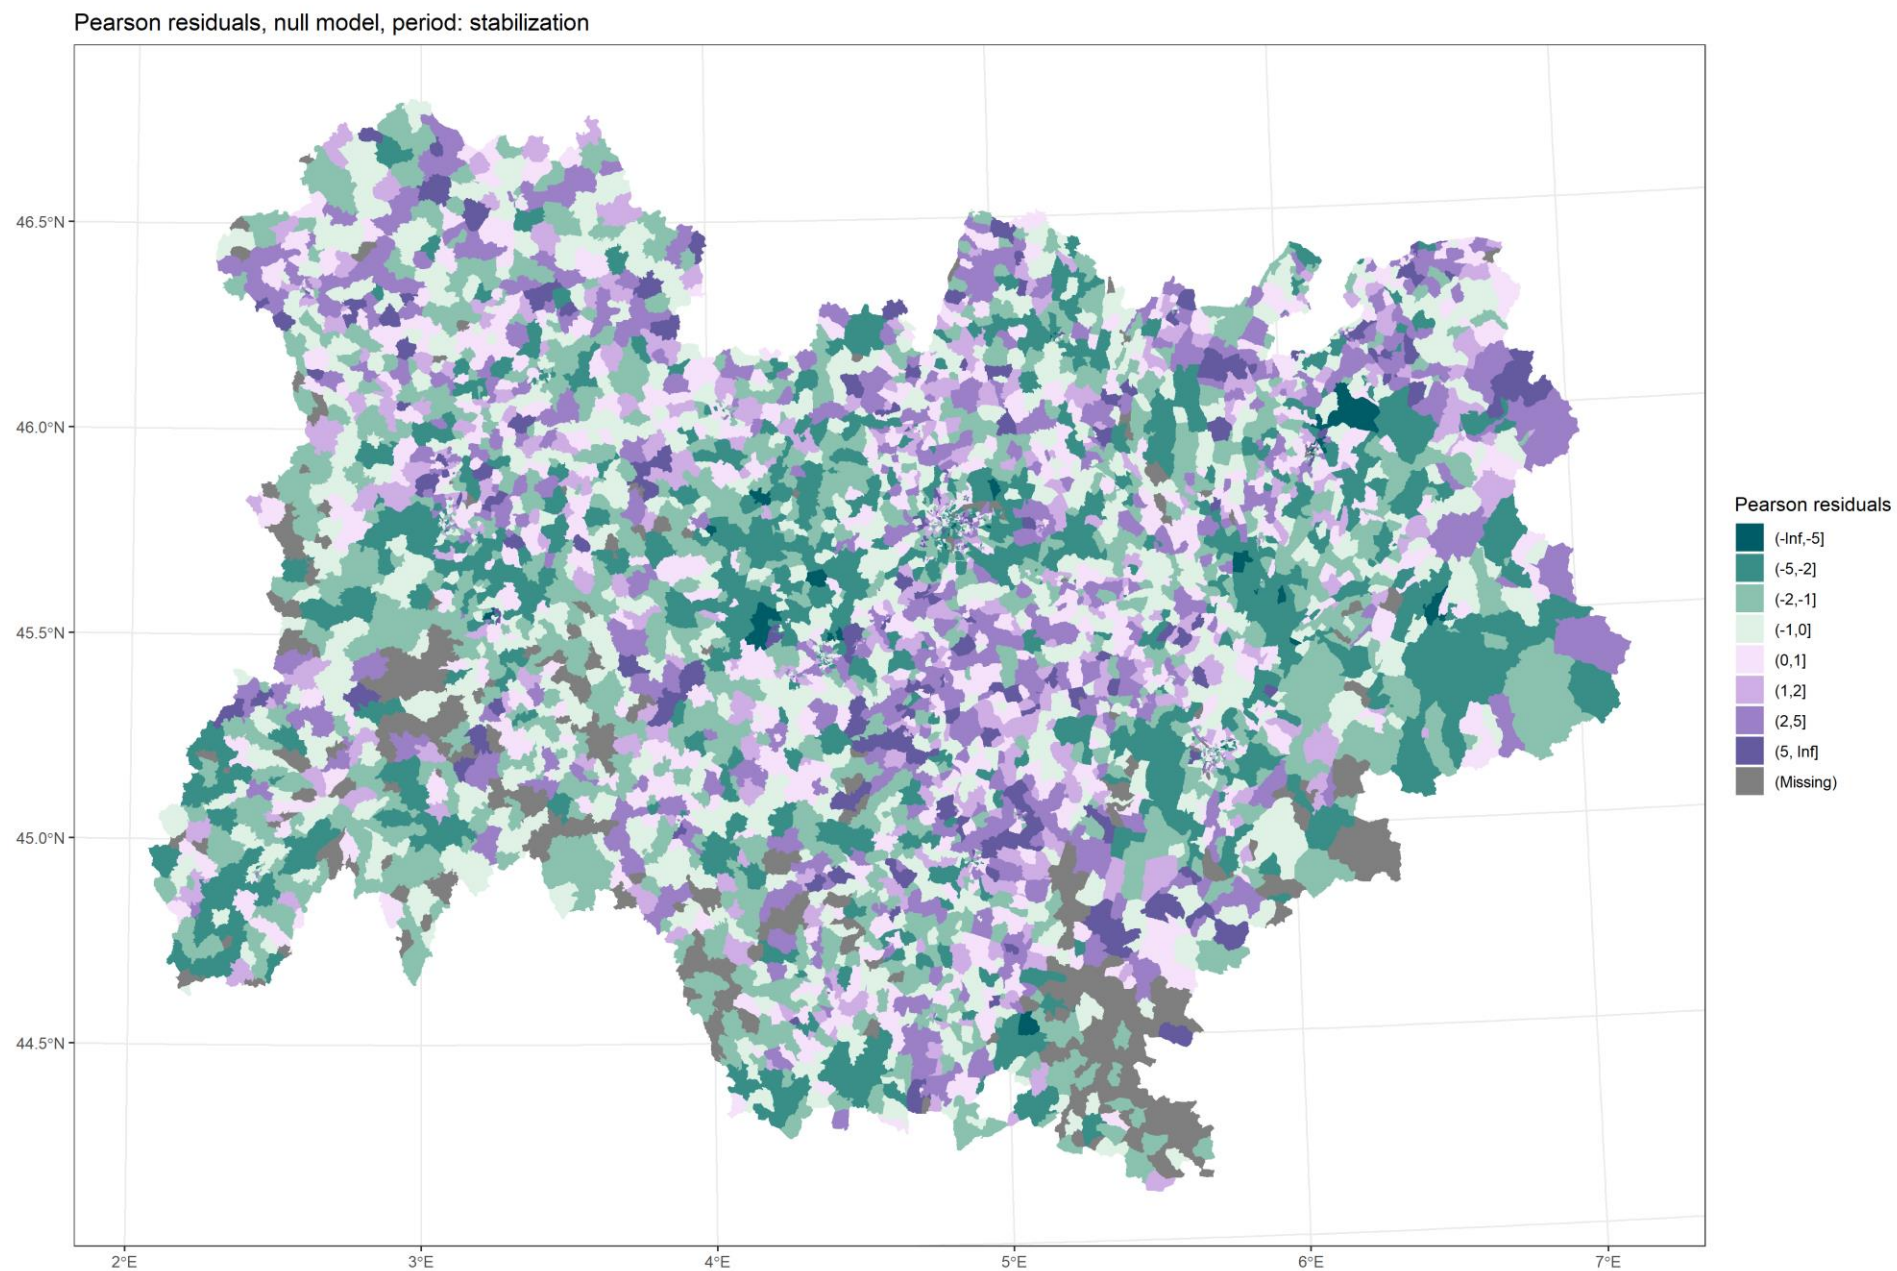 Pearson residuals, null model, period: stabilization
46.5°N
46.0°N
45.5°N
45.0°N
44.5°N
2°E
3°E
4°E
5°E
6°E
7°E
Pearson residuals
(-Inf,-5]
(-5,-2]
(-2,-1]
(-1,0]
(0,1]
(1,2]
(2,5]
(5, Inf]
(Missing)